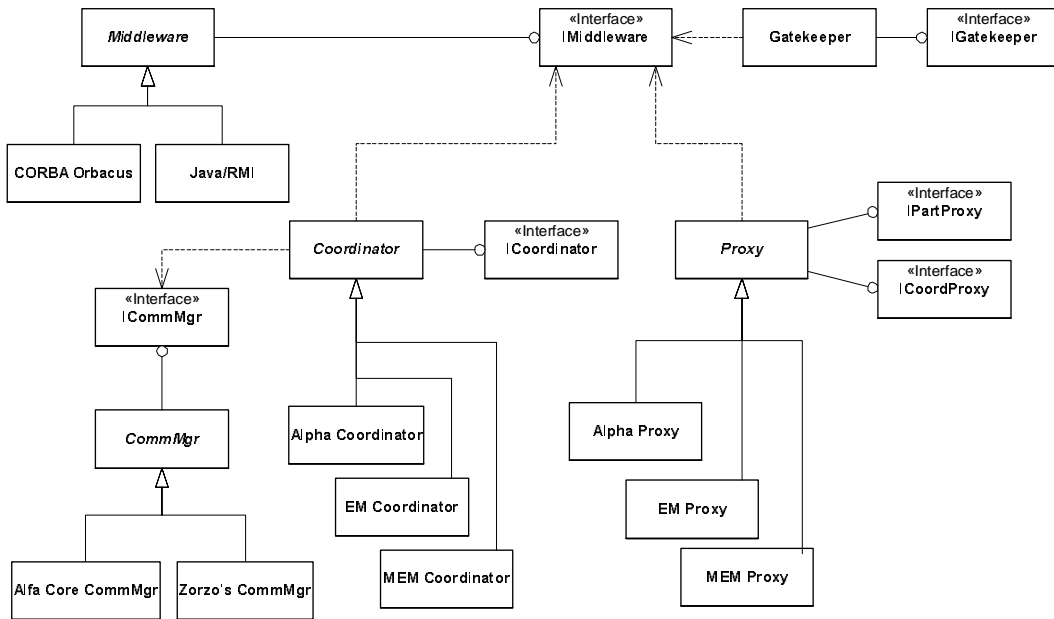 Middleware
«Interface»
IMiddleware
Gatekeeper
«Interface»
IGatekeeper
CORBA Orbacus
Java/RMI
«Interface»
IPartProxy
Coordinator
«Interface»
ICoordinator
Proxy
«Interface»
ICoordProxy
«Interface»
ICommMgr
CommMgr
Alpha Coordinator
Alpha Proxy
EM Coordinator
EM Proxy
MEM Coordinator
MEM Proxy
Alfa Core CommMgr
Zorzo's CommMgr